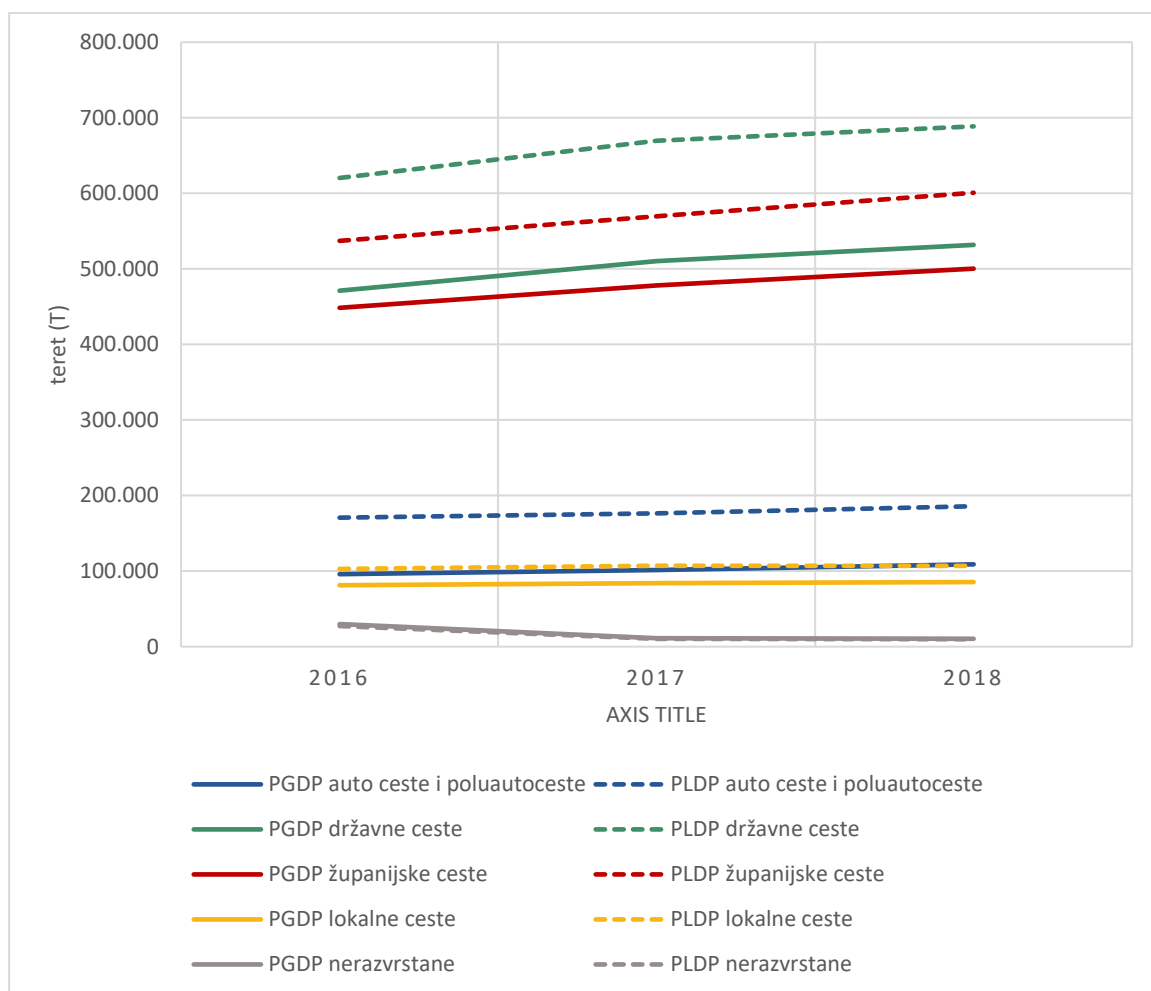 800.000
700.000
600.000
500.000
400.000
300.000
200.000
100.000
0
teret (T)
2016 2017 2018
AXIS TITLE
PGDP auto ceste i poluautoceste PLDP auto ceste i poluautoceste
PGDP državne ceste PLDP državne ceste
PGDP županijske ceste PLDP županijske ceste
PGDP lokalne ceste PLDP lokalne ceste
PGDP nerazvrstane PLDP nerazvrstane